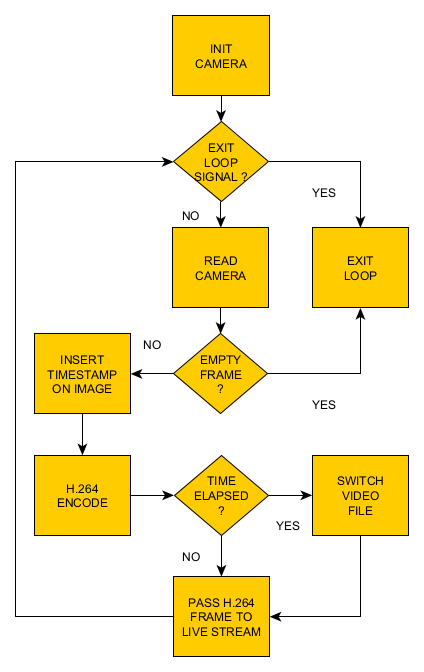 INIT
CAMERA
EXIT
LOOP
SIGNAL ?
YES
NO
READ
CAMERA
EXIT
LOOP
NO
INSERT
TIMESTAMP
ON IMAGE
EMPTY
FRAME
?
YES
H.264
ENCODE
TIME
ELAPSED
?
SWITCH
VIDEO
FILE
YES
NO
PASS H.264
FRAME TO
LIVE STREAM